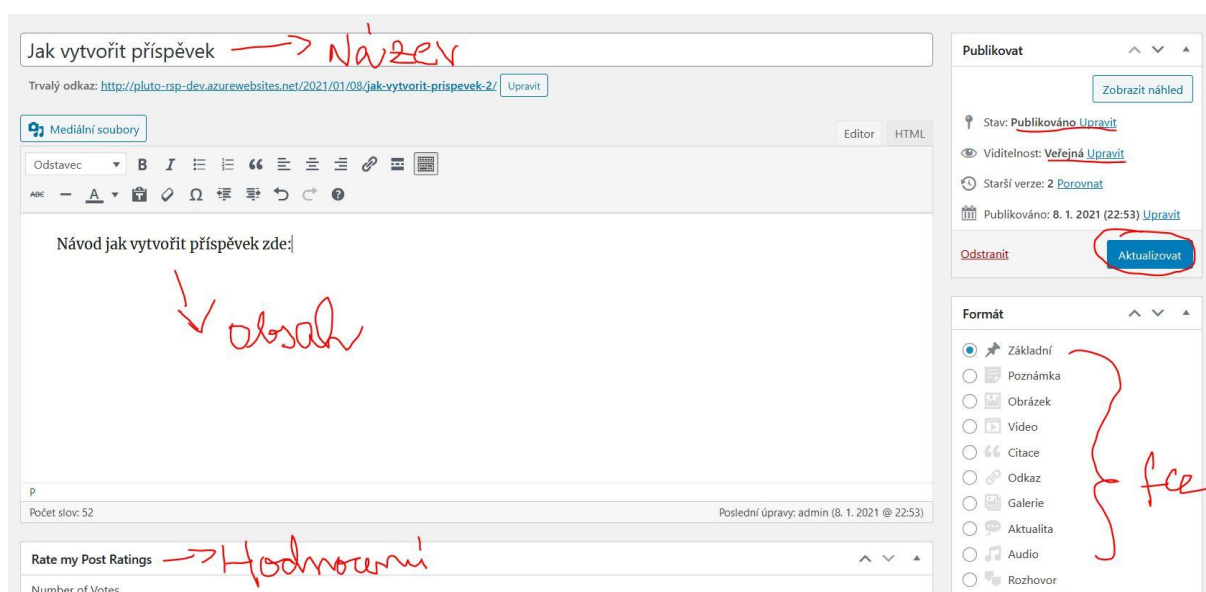 Jak vytvořit příspěvek → Název
Trvalý odkaz: http://pluto-rsp-dev.azurewebsites.net/2021/01/08/jak-vytvorit-prispevek-2/ Upravit
Mediální soubory
Editor HTML
Odstavec
B I
ABC A Ω
Návod jak vytvořit příspěvek zde:
obsah
P
Počet slov: 52
Poslední úpravy: admin (8. 1. 2021 @ 22:53)
Rate my Post Ratings → Hodnocení
Number of Votes
Publikovat
Zobrazit náhled
Stav: Publikováno Upravit
Viditelnost: Veřejná Upravit
Starší verze: 2 Porovnat
Publikováno: 8. 1. 2021 (22:53) Upravit
Odstranit
Aktualizovat
Formát
Základní
Poznámka
Obrázek
Video
Citace
Odkaz
Galerie
Aktualita
Audio
Rozhovor
fce